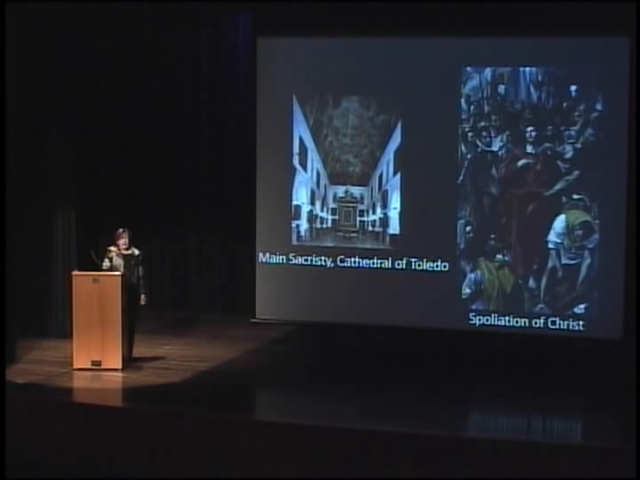 Main Sacristy, Cathedral of Toledo
Spoliation of Christ